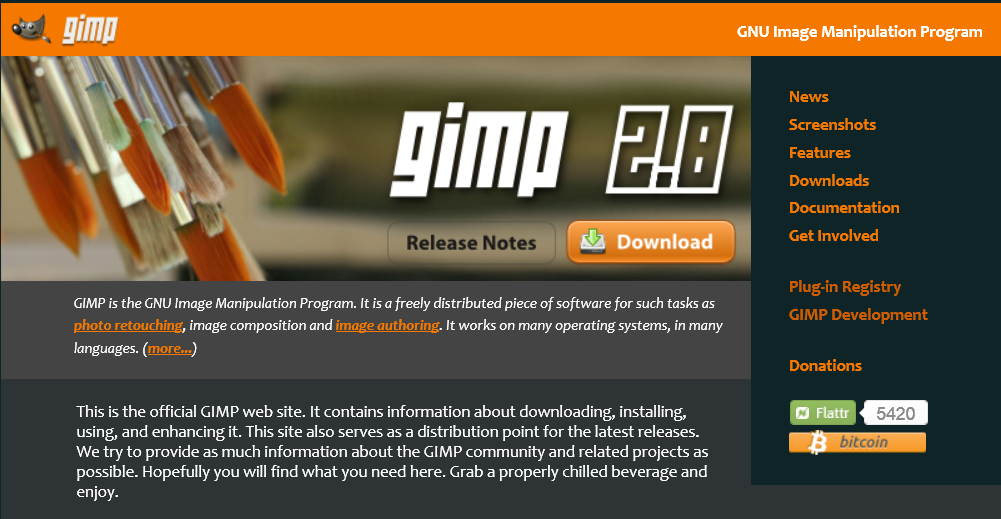 gimp
GNU Image Manipulation Program
gimp 2.8
Release Notes
Download
GIMP is the GNU Image Manipulation Program. It is a freely distributed piece of software for such tasks as
photo retouching, image composition and image authoring. It works on many operating systems, in many
languages. (more...)
This is the official GIMP web site. It contains information about downloading, installing,
using, and enhancing it. This site also serves as a distribution point for the latest releases.
We try to provide as much information about the GIMP community and related projects as
possible. Hopefully you will find what you need here. Grab a properly chilled beverage and
enjoy.
News
Screenshots
Features
Downloads
Documentation
Get Involved
Plug-in Registry
GIMP Development
Donations
Flattr 5420
bitcoin